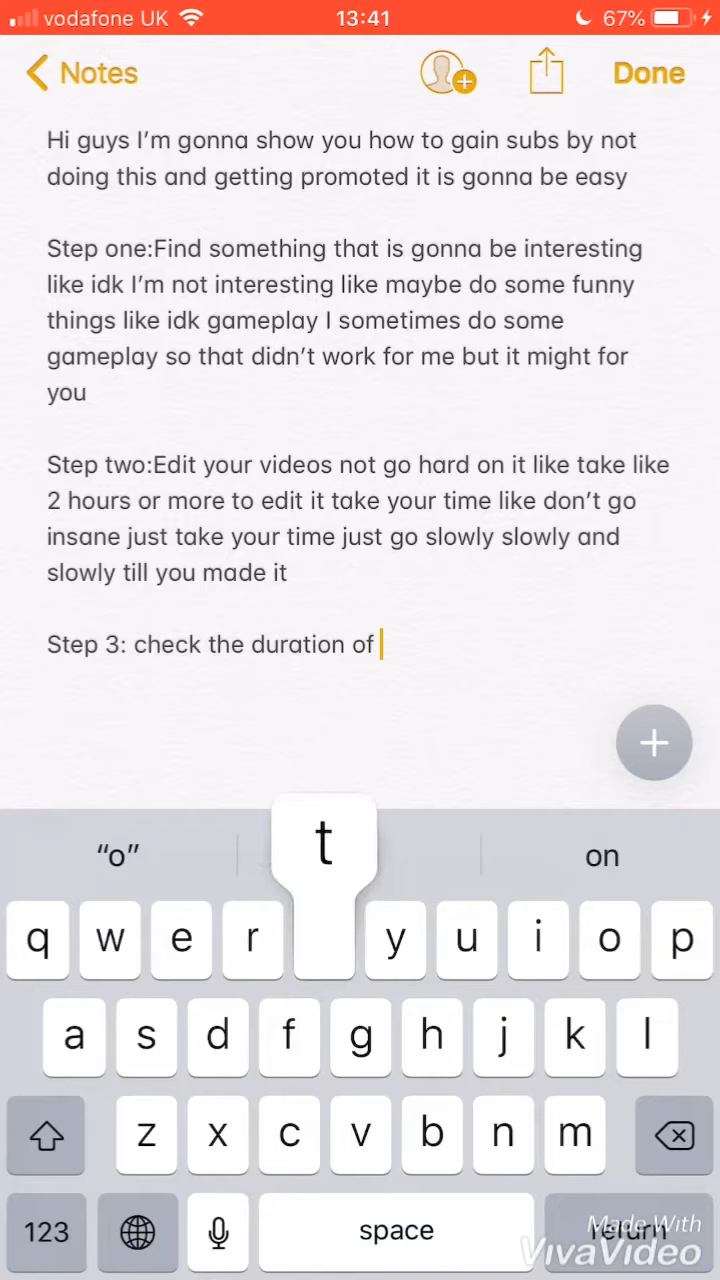 vodafone UK 13:41 67%
Notes Done
Hi guys I'm gonna show you how to gain subs by not
doing this and getting promoted it is gonna be easy
Step one:Find something that is gonna be interesting
like idk I'm not interesting like maybe do some funny
things like idk gameplay I sometimes do some
gameplay so that didn't work for me but it might for
you
Step two:Edit your videos not go hard on it like take like
2 hours or more to edit it take your time like don't go
insane just take your time just go slowly slowly and
slowly till you made it
Step 3: check the duration of
+
"o" on
t
q w e r y u i o p
a s d f g h j k l
z x c v b n m
123 space return
Made With
VivaVideo